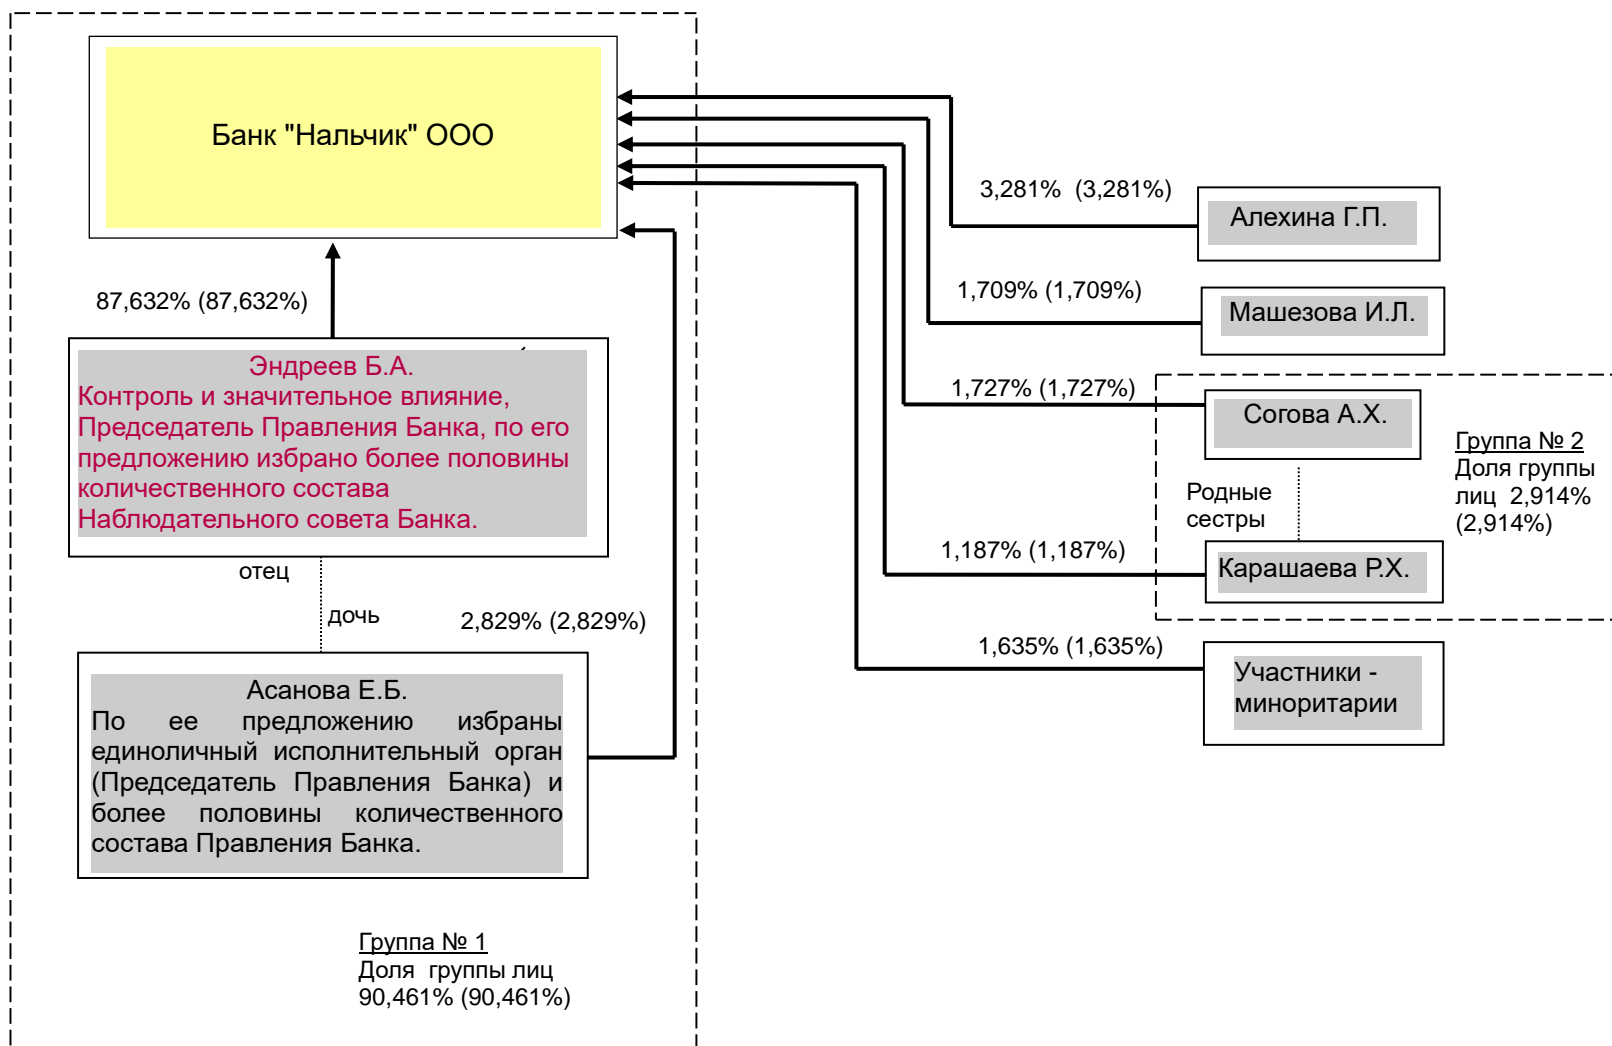 Банк "Нальчик" ООО
87,632% (87,632%)
Эндреев Б.А.
Контроль и значительное влияние,
Председатель Правления Банка, по его
предложению избрано более половины
количественного состава
Наблюдательного совета Банка.
отец
дочь
2,829% (2,829%)
Асанова Е.Б.
По ее предложению избраны
единоличный исполнительный орган
(Председатель Правления Банка) и
более половины количественного
состава Правления Банка.
Группа № 1
Доля группы лиц
90,461% (90,461%)
3,281% (3,281%)
Алехина Г.П.
1,709% (1,709%)
Машезова И.Л.
1,727% (1,727%)
Согова А.Х.
Родные
сестры
1,187% (1,187%)
Карашаева Р.Х.
Группа № 2
Доля группы
лиц 2,914%
(2,914%)
1,635% (1,635%)
Участники -
миноритарии